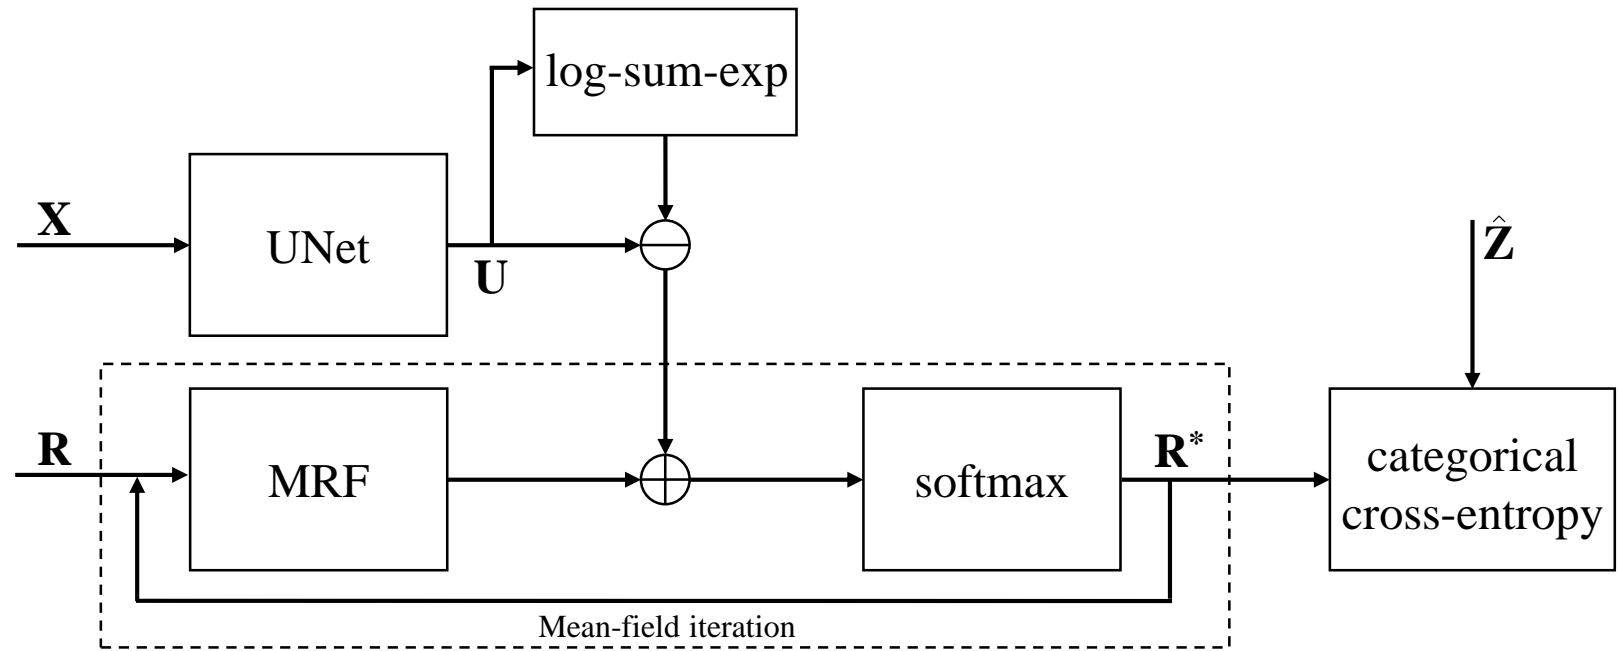 log-sum-exp
X
UNet
U
Ẑ
R
MRF
softmax
R*
categorical
cross-entropy
Mean-field iteration